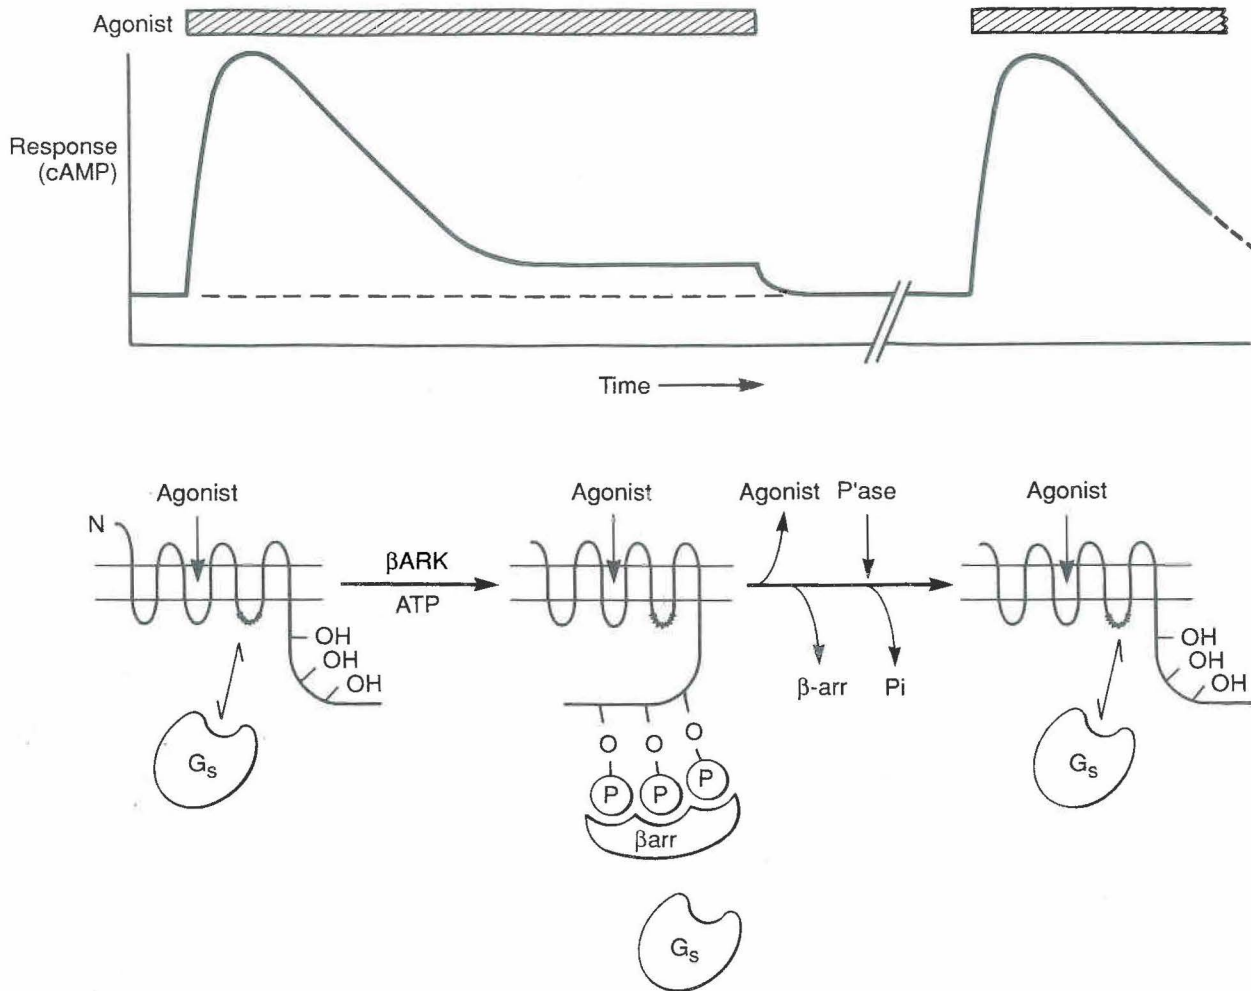 Agonist
Response
(cAMP)
Time
Agonist
Agonist
Agonist P'ase
Agonist
N
βARK
ATP
OH
OH
OH
β-arr
Pi
OH
OH
OH
O
O
O
Gs
P
P
P
Gs
βarr
Gs